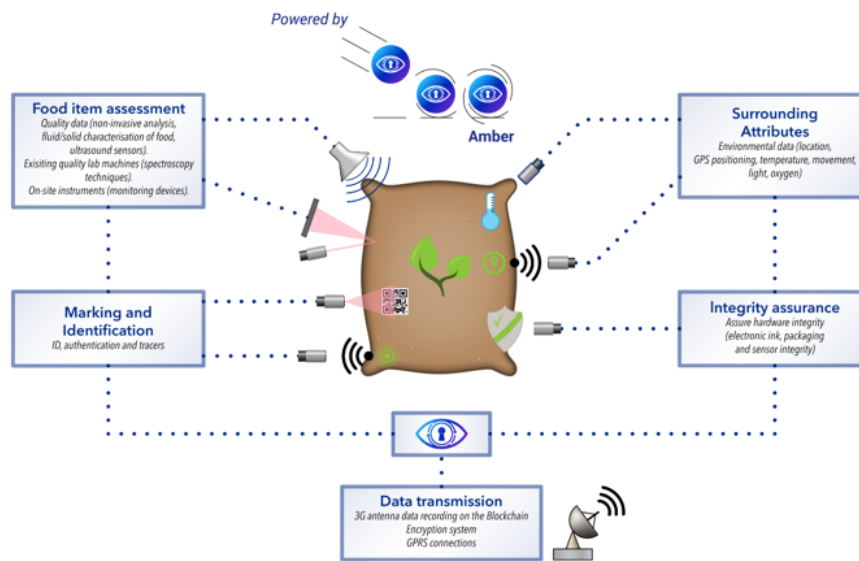 Powered by
Amber
Food item assessment
Quality data (non-invasive analysis,
fluid/solid characterisation of food,
ultrasound sensors).
Exisiting quality lab machines (spectroscopy
techniques).
On-site instruments (monitoring devices).
Surrounding
Attributes
Environmental data (location,
GPS positioning, temperature, movement,
light, oxygen)
Marking and
Identification
ID, authentication and tracers
Integrity assurance
Assure hardware integrity
(electronic ink, packaging
and sensor integrity)
Data transmission
3G antenna data recording on the Blockchain
Encryption system
GPRS connections